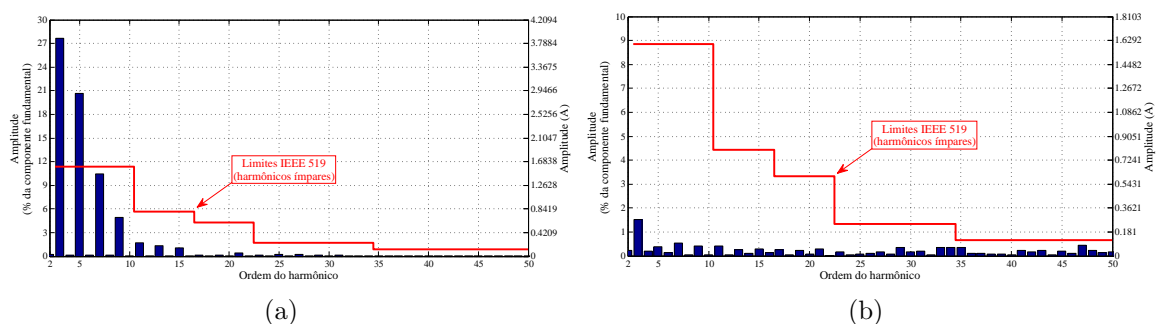 30
27
24
21
18
15
12
9
6
3
0
Amplitude
(% da componente fundamental)
4.2094
3.7884
3.3675
2.9466
2.5256
2.1047
1.6838
1.2628
0.8419
0.4209
0
Amplitude (A)
Limites IEEE 519
(harmônicos ímpares)
2 5 10 15 20 25 30 35 40 45 50
Ordem do harmônico
(a)
10
9
8
7
6
5
4
3
2
1
0
Amplitude
(% da componente fundamental)
1.8103
1.6292
1.4482
1.2672
1.0862
0.9051
0.7241
0.5431
0.3621
0.181
0
Amplitude (A)
Limites IEEE 519
(harmônicos ímpares)
2 5 10 15 20 25 30 35 40 45 50
Ordem do harmônico
(b)